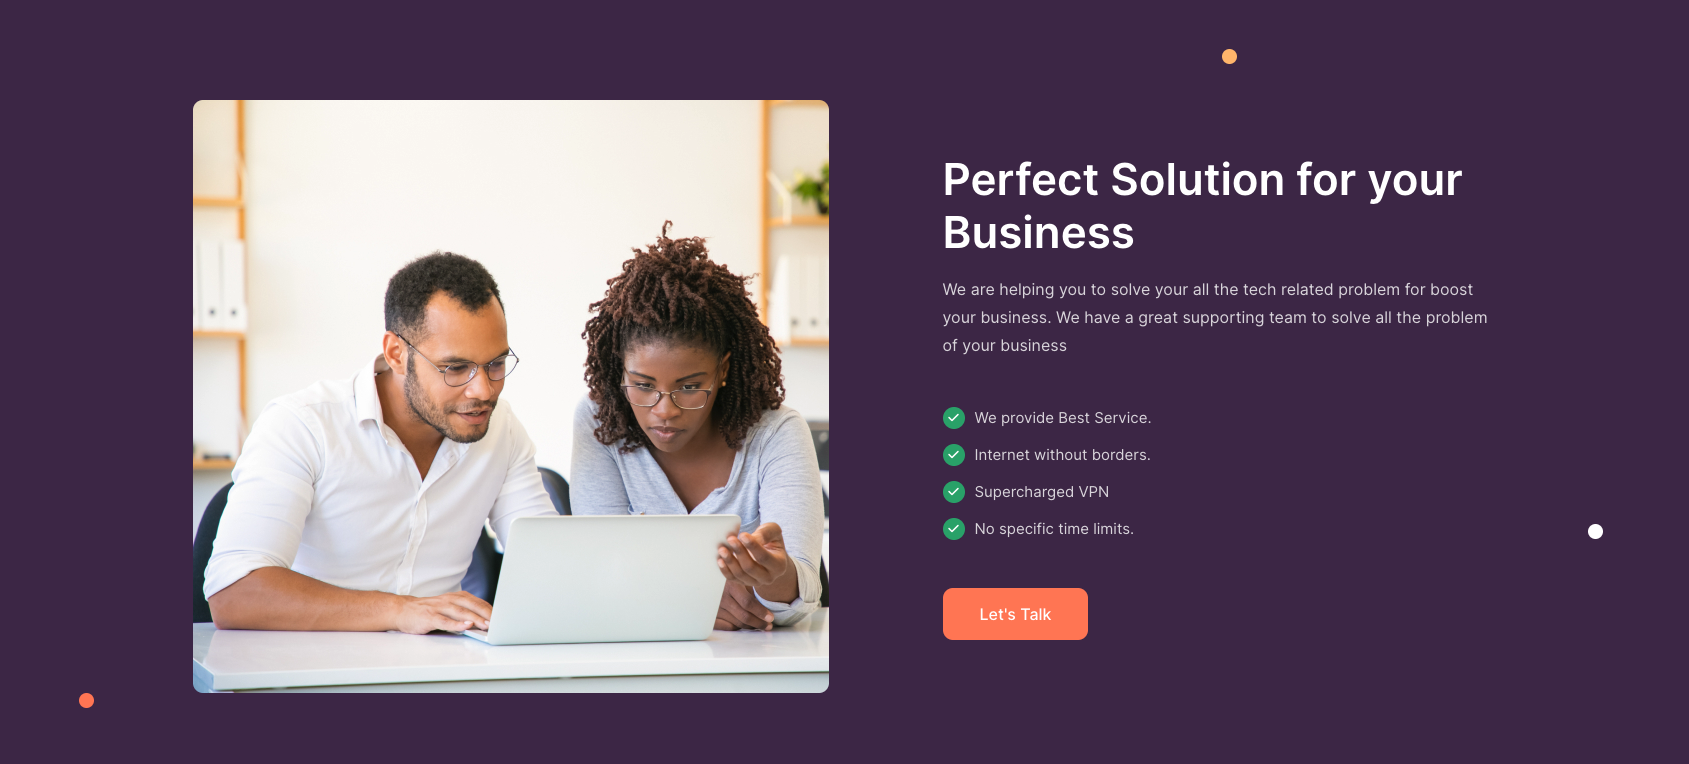 Perfect Solution for your
Business
We are helping you to solve your all the tech related problem for boost
your business. We have a great supporting team to solve all the problem
of your business
We provide Best Service.
Internet without borders.
Supercharged VPN
No specific time limits.
Let's Talk